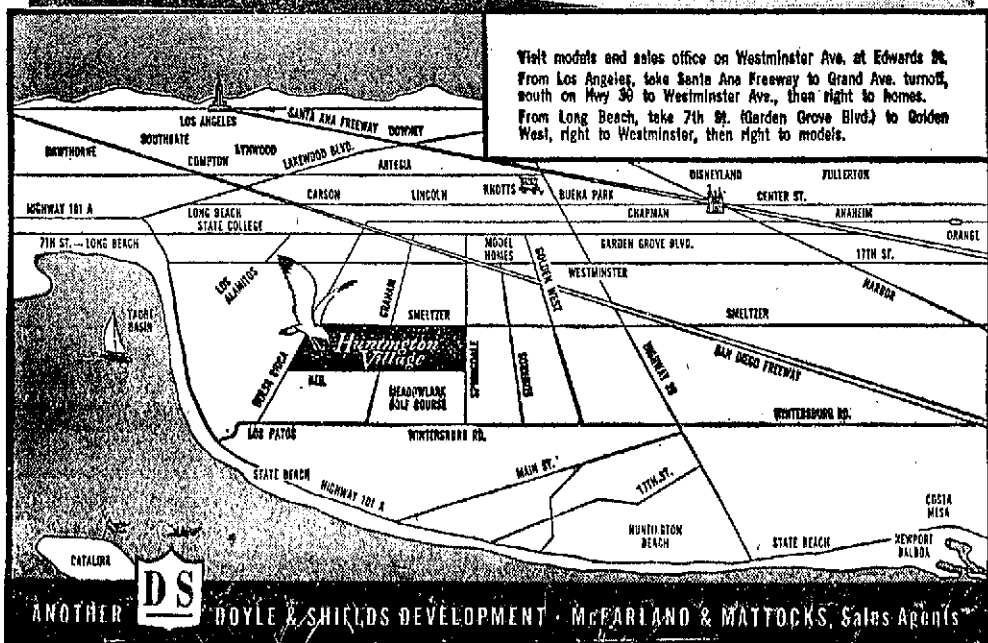 Visit models and sales office on Westminster Ave. at Edwards St.
From Los Angeles, take Santa Ana Freeway to Grand Ave. turnoff,
south on Hwy 39 to Westminster Ave., then right to homes.
From Long Beach, take 7th St. (Garden Grove Blvd.) to Golden
West, right to Westminster, then right to models.
LOS ANGELES
SANTA ANA FREEWAY
DOWNEY
HAWTHORNE
SOUTHGATE
LYNWOOD
COMPTON
LAKEWOOD BLVD.
ARTESIA
DISNEYLAND
FULLERTON
CARSON
LINCOLN
KNOTTS
BUENA PARK
CENTER ST.
HIGHWAY 101 A
LONG BEACH
STATE COLLEGE
CHAPMAN
ANAHEIM
ORANGE
7TH ST. - LONG BEACH
MODEL
HOMES
GARDEN GROVE BLVD.
17TH ST.
LOS
ALAMITOS
GOLDEN WEST
WESTMINSTER
HARBOR
YACHT
BASIN
GRAHAM
SMELTZER
SMELTZER
Huntington
Village
BOLSA CHICA
SPRINGDALE
EDWARDS
HIGHWAY 39
SAN DIEGO FREEWAY
MEADOWLARK
GOLF COURSE
LOS PATOS
WINTERSBURG RD.
WINTERSBURG RD.
STATE BEACH
HIGHWAY 101 A
MAIN ST.
17TH ST.
HUNTINGTON
BEACH
STATE BEACH
COSTA
MESA
NEWPORT
BALBOA
CATALINA
ANOTHER DS DOYLE & SHIELDS DEVELOPMENT · McFARLAND & MATTOCKS, Sales Agents